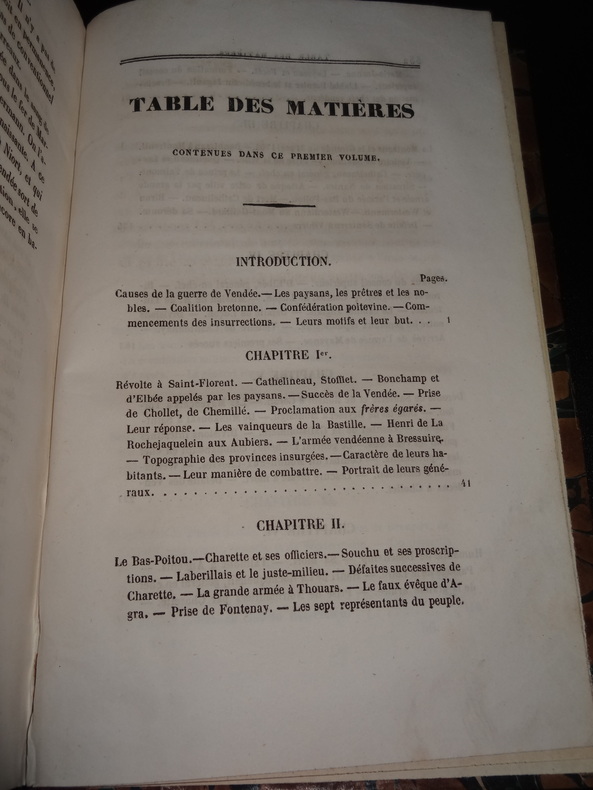 TABLE DES MATIÈRES
CONTENUES DANS CE PREMIER VOLUME.
INTRODUCTION.
Pages.
Causes de la guerre de Vendée. — Les paysans, les prêtres et les no-
bles. — Coalition bretonne. — Confédération poitevine. — Com-
mencements des insurrections. — Leurs motifs et leur but. . . 1
CHAPITRE Ier.
Révolte à Saint-Florent. — Cathelineau, Stofflet. — Bonchamp et
d'Elbée appelés par les paysans. — Succès de la Vendée. — Prise
de Chollet, de Chemillé. — Proclamation aux frères égarés. —
Leur réponse. — Les vainqueurs de la Bastille. — Henri de La
Rochejaquelein aux Aubiers. — L'armée vendéenne à Bressuire.
— Topographie des provinces insurgées. — Caractère de leurs ha-
bitants. — Leur manière de combattre. — Portrait de leurs géné-
raux. . . . . . . . . . . . . . . . . . . . . . . . . . . . 41
CHAPITRE II.
Le Bas-Poitou. — Charette et ses officiers. — Souchu et ses proscrip-
tions. — Laberillais et le juste-milieu. — Défaites successives de
Charette. — La grande armée à Thouars. — Le faux évêque d'A-
gra. — Prise de Fontenay. — Les sept représentants du peuple.